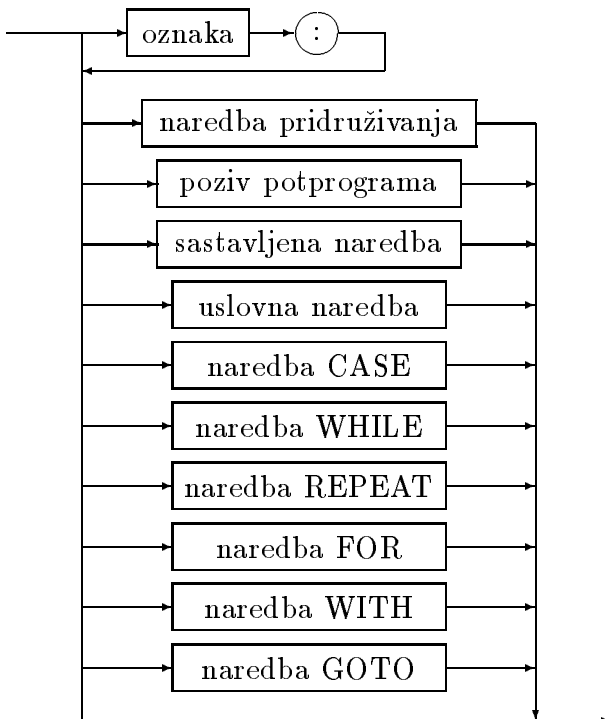 oznaka :
naredba pridruživanja
poziv potprograma
sastavljena naredba
uslovna naredba
naredba CASE
naredba WHILE
naredba REPEAT
naredba FOR
naredba WITH
naredba GOTO